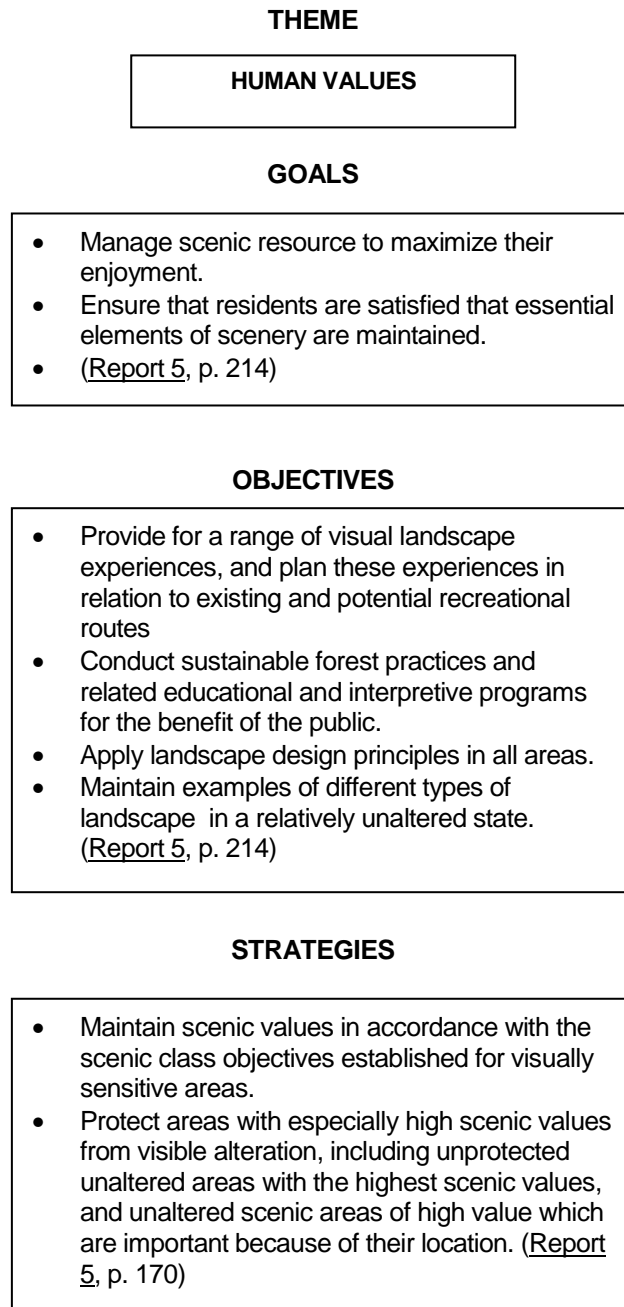 THEME
HUMAN VALUES
GOALS
• Manage scenic resource to maximize their
enjoyment.
• Ensure that residents are satisfied that essential
elements of scenery are maintained.
• (Report 5, p. 214)
OBJECTIVES
• Provide for a range of visual landscape
experiences, and plan these experiences in
relation to existing and potential recreational
routes
• Conduct sustainable forest practices and
related educational and interpretive programs
for the benefit of the public.
• Apply landscape design principles in all areas.
• Maintain examples of different types of
landscape in a relatively unaltered state.
(Report 5, p. 214)
STRATEGIES
• Maintain scenic values in accordance with the
scenic class objectives established for visually
sensitive areas.
• Protect areas with especially high scenic values
from visible alteration, including unprotected
unaltered areas with the highest scenic values,
and unaltered scenic areas of high value which
are important because of their location. (Report
5, p. 170)